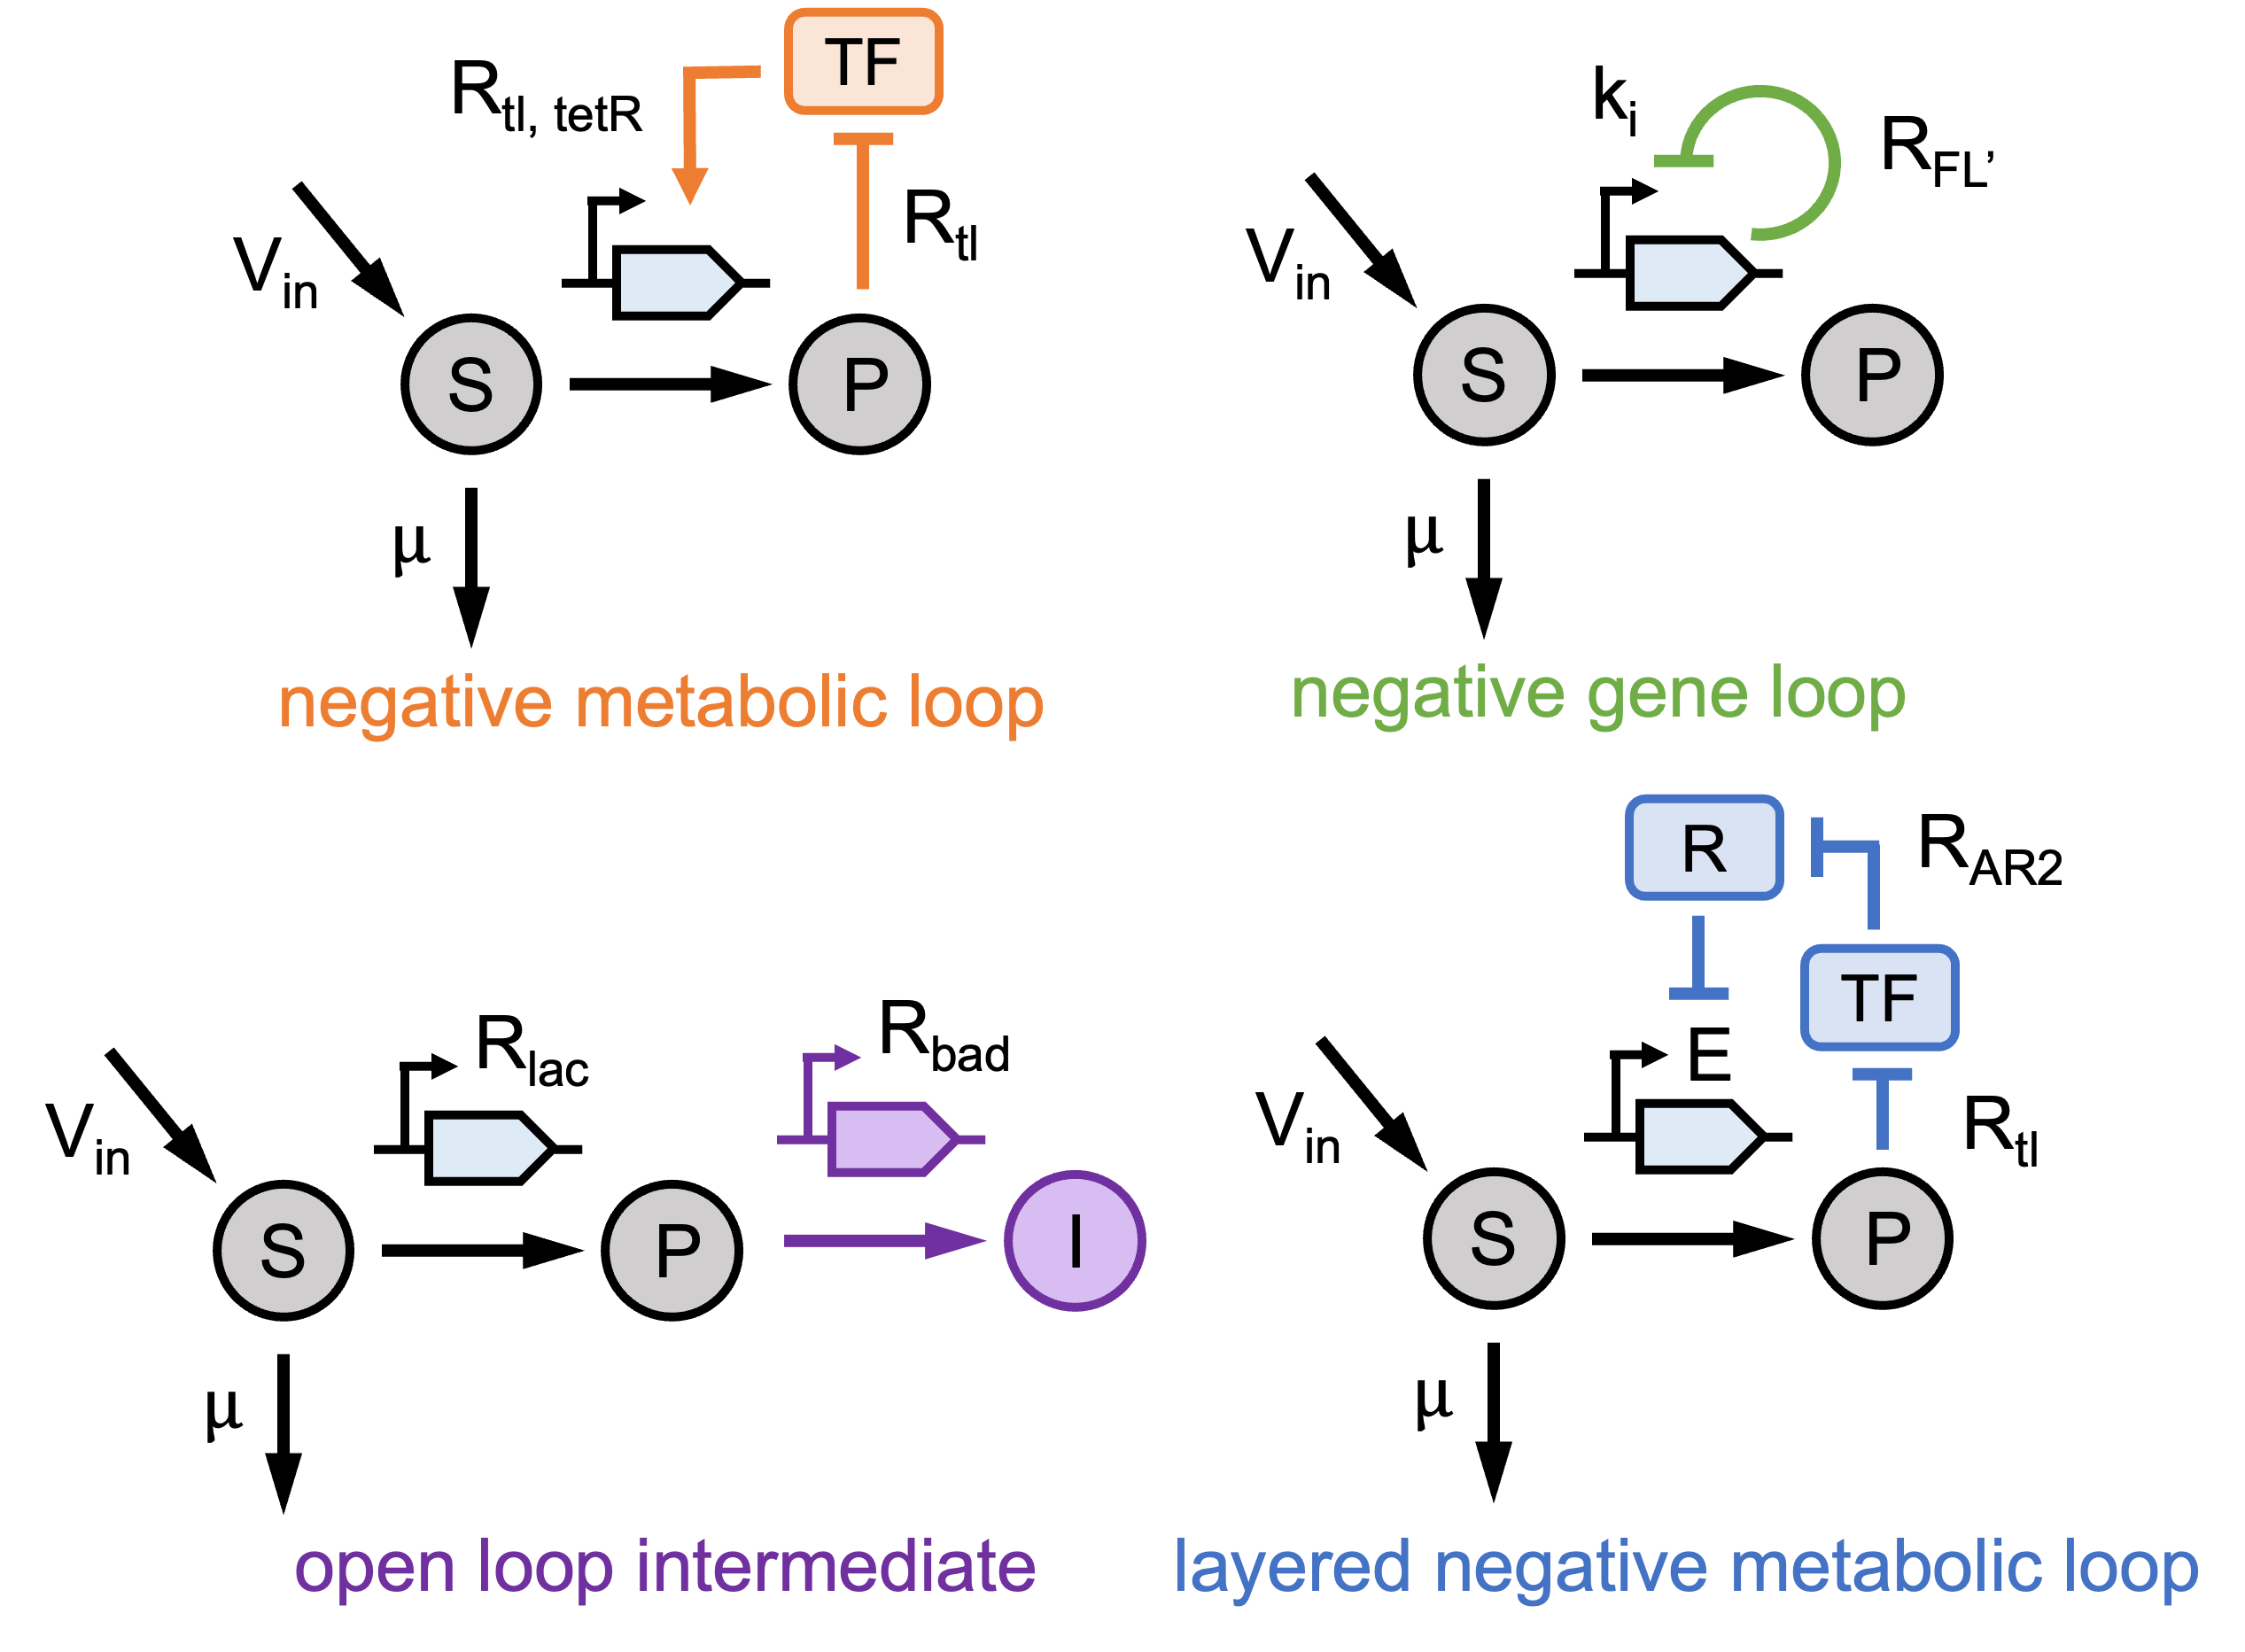 TF
R_tl, tetR
R_tl
V_in
S
P
μ
negative metabolic loop
k_i
R_FL’
V_in
S
P
μ
negative gene loop
R_lac
R_bad
V_in
S
P
I
μ
open loop intermediate
R
R_AR2
TF
E
R_tl
V_in
S
P
μ
layered negative metabolic loop